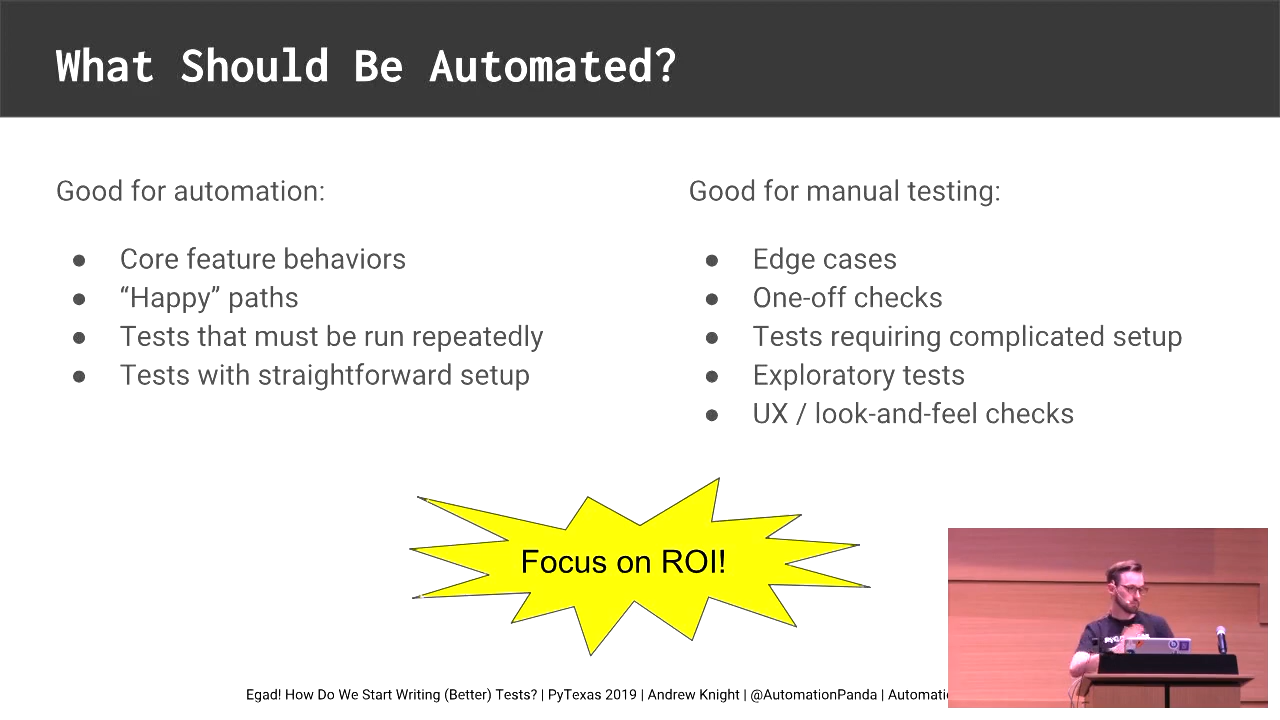 What Should Be Automated?
Good for automation:
● Core feature behaviors
● “Happy” paths
● Tests that must be run repeatedly
● Tests with straightforward setup
Good for manual testing:
● Edge cases
● One-off checks
● Tests requiring complicated setup
● Exploratory tests
● UX / look-and-feel checks
Focus on ROI!
Egad! How Do We Start Writing (Better) Tests? | PyTexas 2019 | Andrew Knight | @AutomationPanda |